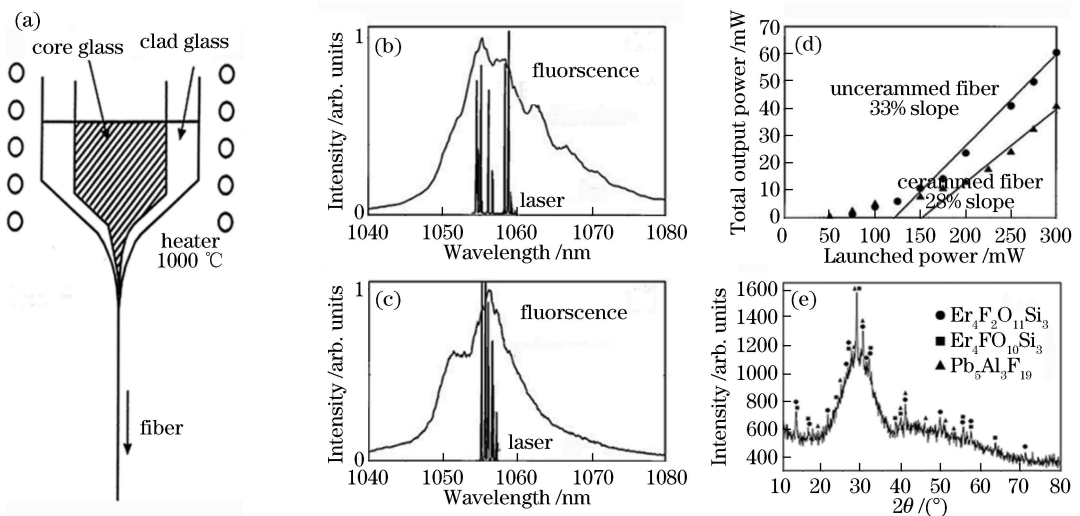 (a)
core glass
clad glass
heater
1000 ℃
fiber
(b)
Intensity /arb. units
1
0
fluorscence
laser
1040 1050 1060 1070 1080
Wavelength /nm
(c)
Intensity /arb. units
1
0
fluorscence
laser
1040 1050 1060 1070 1080
Wavelength /nm
(d)
Total output power /mW
70
60
50
40
30
20
10
0
uncerammed fiber
33% slope
cerammed fiber
28% slope
0 50 100 150 200 250 300
Launched power /mW
(e)
Intensity /arb. units
1600
1400
1200
1000
800
600
400
● Er₄F₂O₁₁Si₃
■ Er₄FO₁₀Si₃
▲ Pb₅Al₃F₁₉
10 20 30 40 50 60 70 80
2θ /(°)